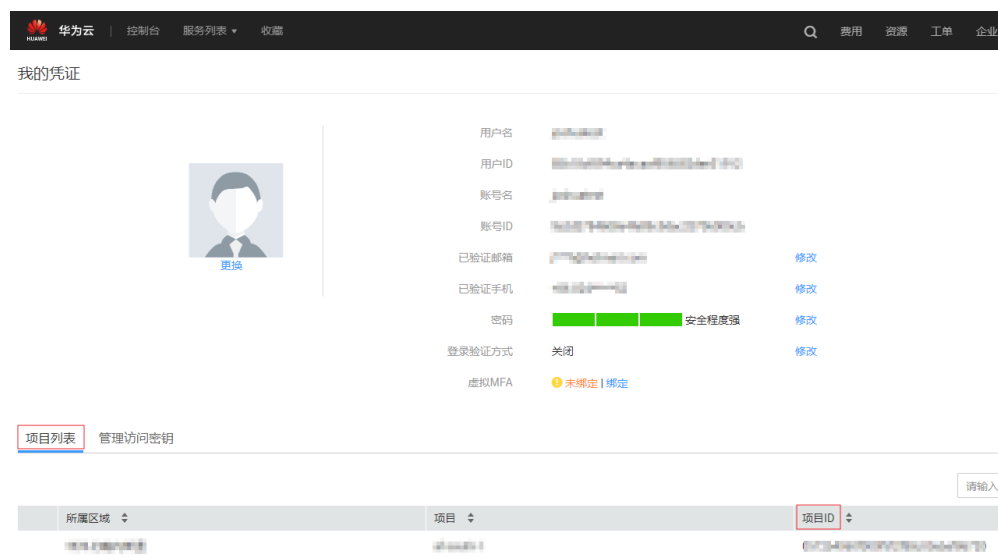 HUAWEI 华为云 | 控制台 服务列表 收藏 费用 资源 工单 企业
我的凭证
用户名
用户ID
账号名
账号ID
更换
已验证邮箱 修改
已验证手机 修改
密码 安全程度强 修改
登录验证方式 关闭 修改
虚拟MFA 未绑定 | 绑定
项目列表 管理访问密钥
请输入
所属区域 项目 项目ID